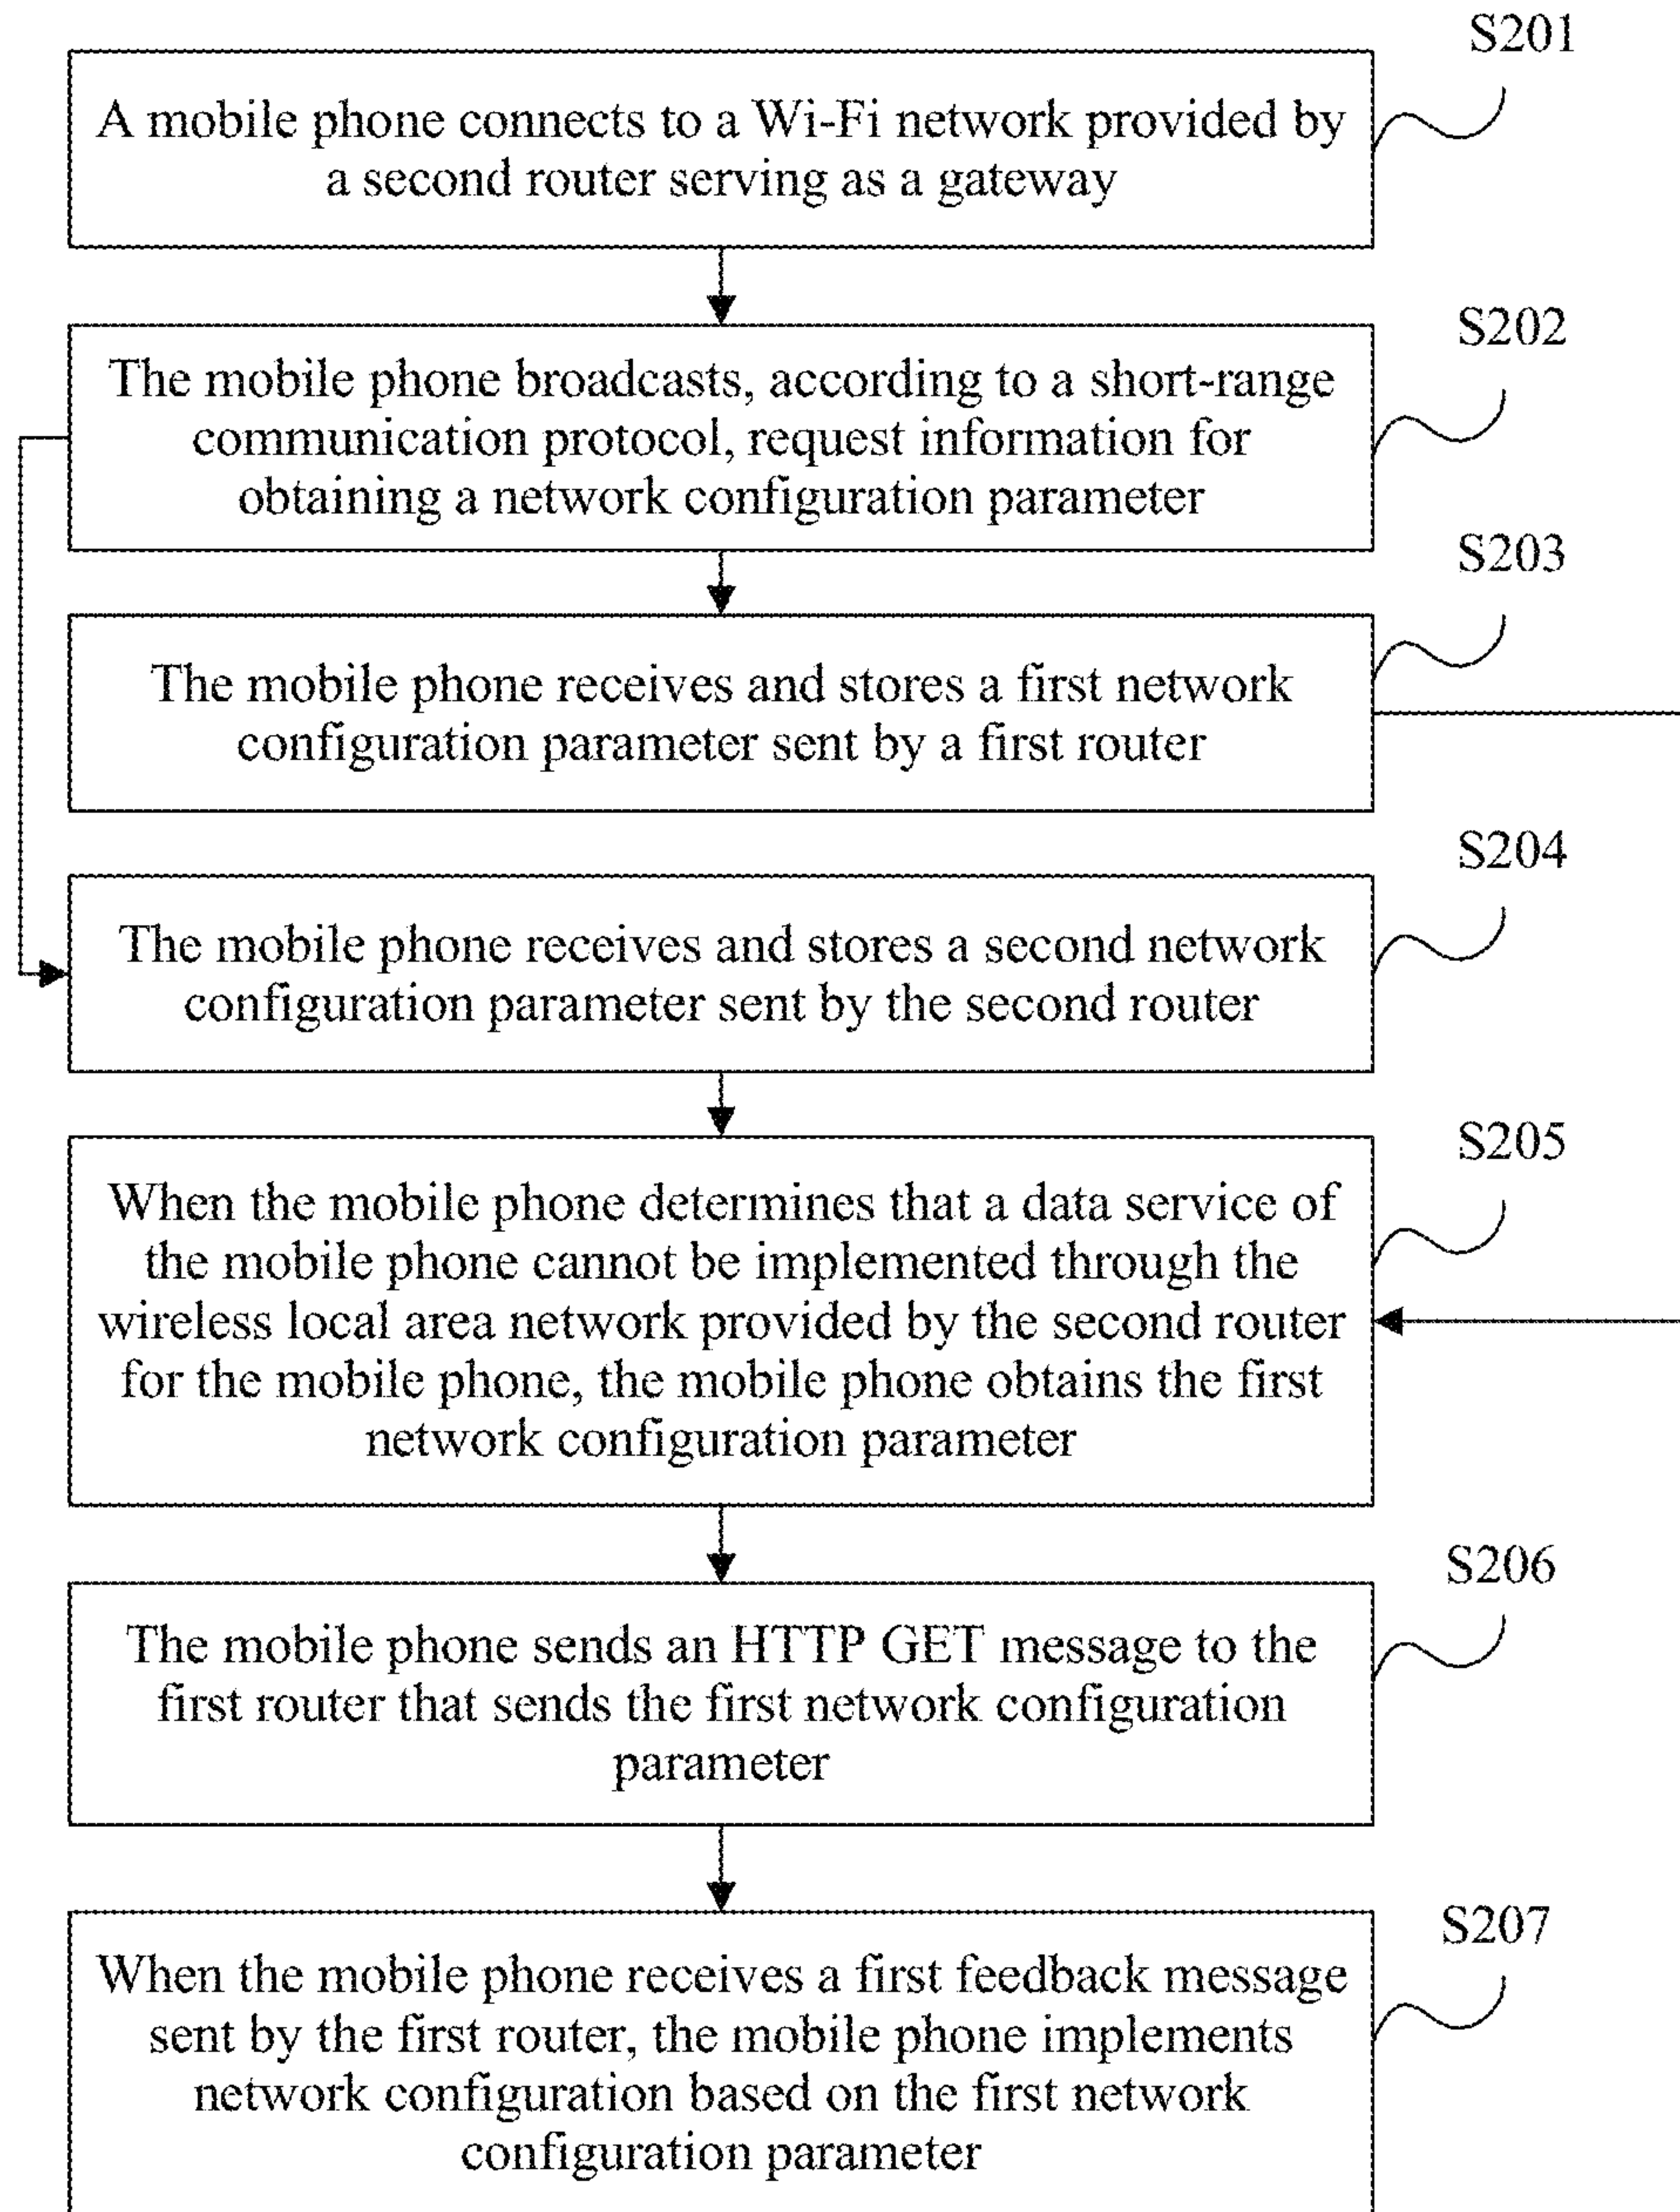 S201
A mobile phone connects to a Wi-Fi network provided by
a second router serving as a gateway
S202
The mobile phone broadcasts, according to a short-range
communication protocol, request information for
obtaining a network configuration parameter
S203
The mobile phone receives and stores a first network
configuration parameter sent by a first router
S204
The mobile phone receives and stores a second network
configuration parameter sent by the second router
S205
When the mobile phone determines that a data service of
the mobile phone cannot be implemented through the
wireless local area network provided by the second router
for the mobile phone, the mobile phone obtains the first
network configuration parameter
S206
The mobile phone sends an HTTP GET message to the
first router that sends the first network configuration
parameter
S207
When the mobile phone receives a first feedback message
sent by the first router, the mobile phone implements
network configuration based on the first network
configuration parameter